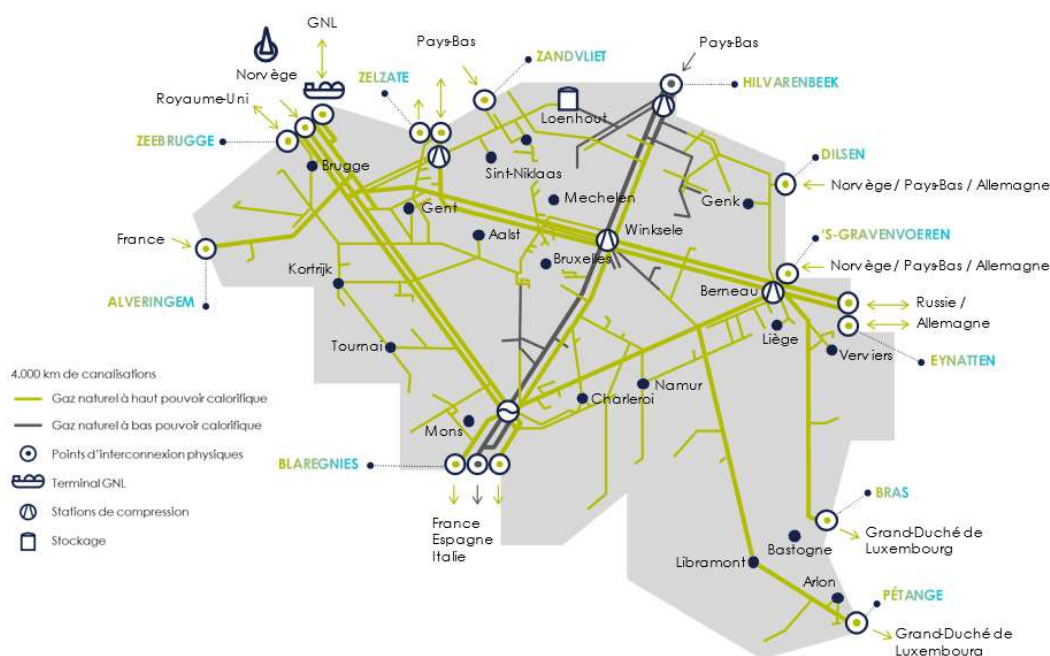 GNL
Norvège
Pays-Bas
ZANDVLIET
Pays-Bas
ZELZATE
HILVARENBEEK
Royaume-Uni
Loenhout
ZEEBRUGGE
Brugge
Sint-Niklaas
DILSEN
Norvège / Pays-Bas / Allemagne
Mechelen
Genk
Gent
Aalst
Winksele
'S-GRAVENVOEREN
France
Bruxelles
Norvège / Pays-Bas / Allemagne
Kortrijk
Berneau
ALVERINGEM
Russie /
Allemagne
Liège
Tournai
Verviers
EYNATTEN
4.000 km de canalisations
Gaz naturel à haut pouvoir calorifique
Namur
Charleroi
Gaz naturel à bas pouvoir calorifique
Mons
Points d'interconnexion physiques
BLAREGNIES
Terminal GNL
BRAS
Stations de compression
France
Espagne
Italie
Grand-Duché de
Luxembourg
Bastogne
Stockage
Libramont
Arlon
PÉTANGE
Grand-Duché de
Luxembourg